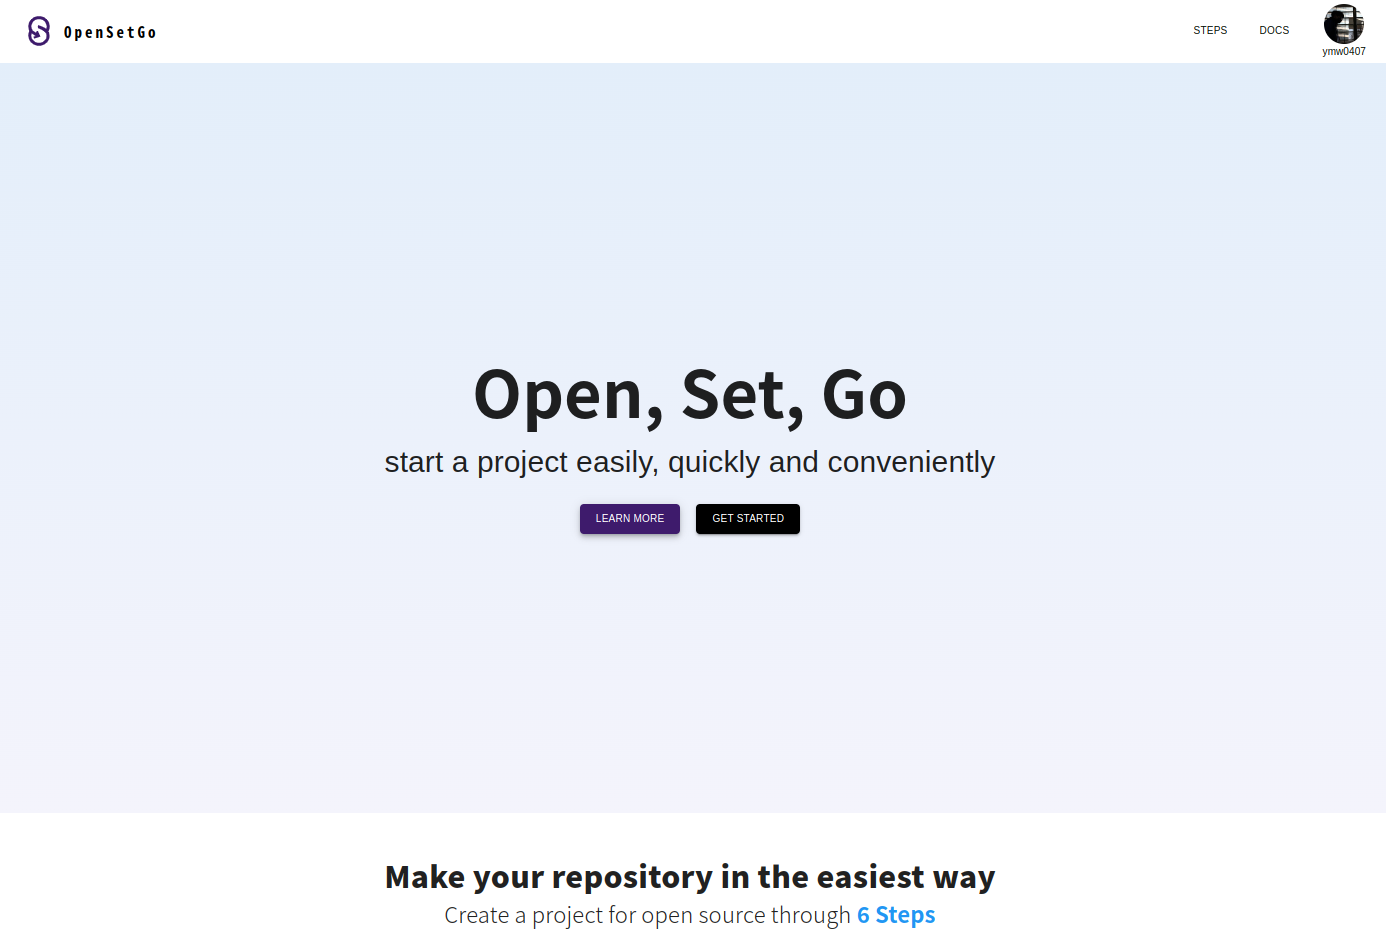 OpenSetGo
STEPS
DOCS
ymw0407
Open, Set, Go
start a project easily, quickly and conveniently
LEARN MORE
GET STARTED
Make your repository in the easiest way
Create a project for open source through 6 Steps